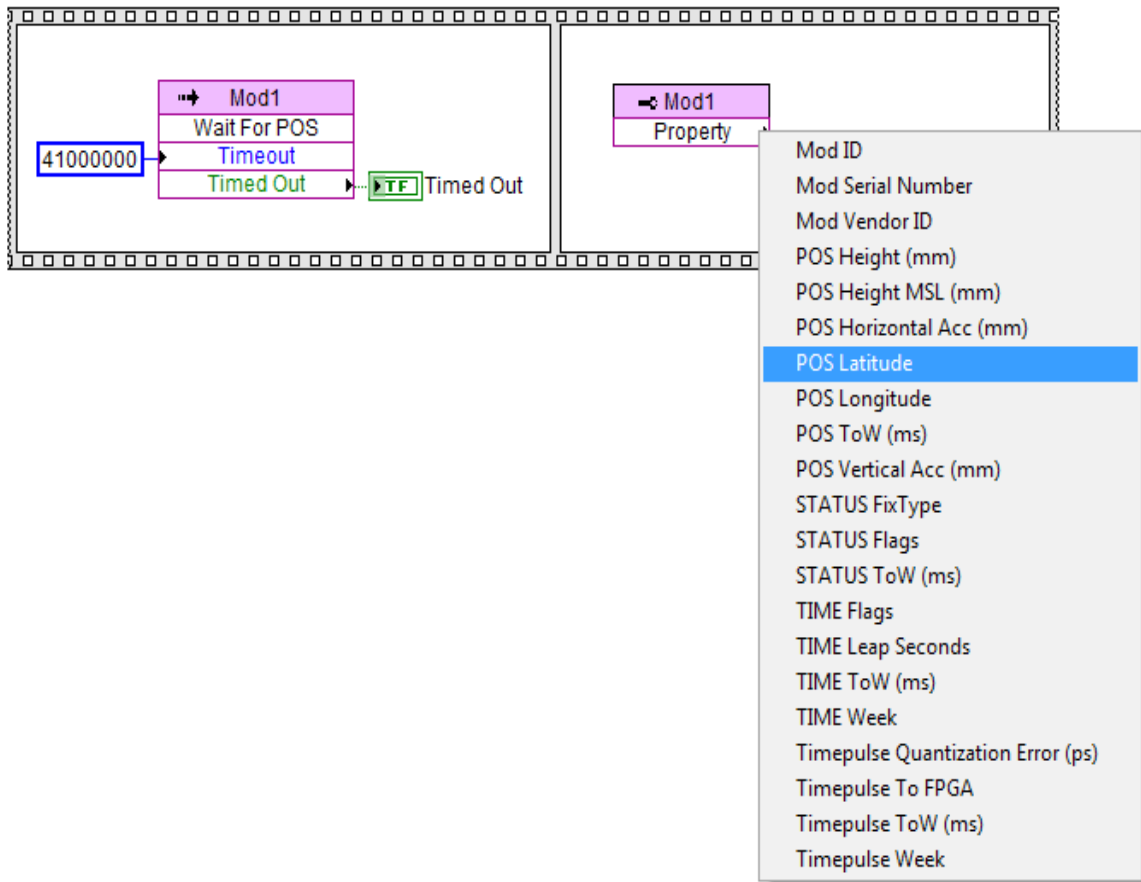 Mod1
Wait For POS
41000000
Timeout
Timed Out
TF
Timed Out
Mod1
Property
Mod ID
Mod Serial Number
Mod Vendor ID
POS Height (mm)
POS Height MSL (mm)
POS Horizontal Acc (mm)
POS Latitude
POS Longitude
POS ToW (ms)
POS Vertical Acc (mm)
STATUS FixType
STATUS Flags
STATUS ToW (ms)
TIME Flags
TIME Leap Seconds
TIME ToW (ms)
TIME Week
Timepulse Quantization Error (ps)
Timepulse To FPGA
Timepulse ToW (ms)
Timepulse Week